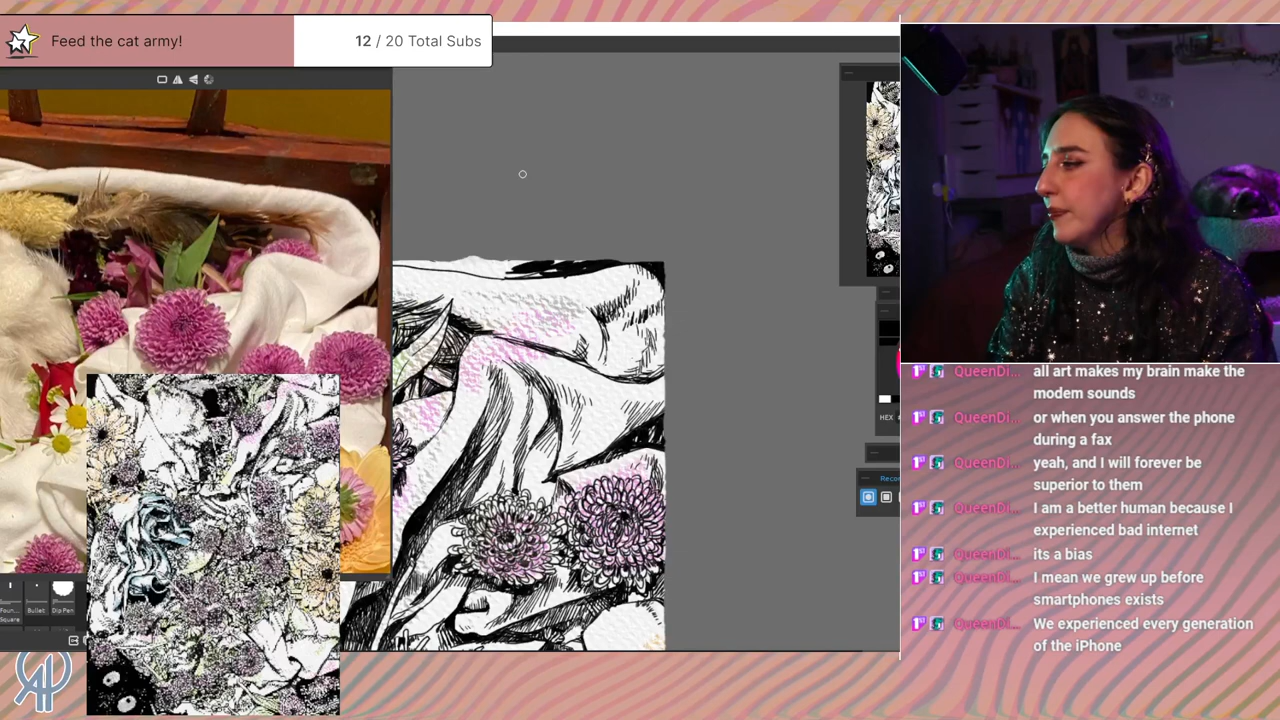 Feed the cat army!
12 / 20 Total Subs
Foun...
Square
Bullet
Dip Pen
HEX
Reco
QueenDi... all art makes my brain make the
modem sounds
QueenDi... or when you answer the phone
during a fax
QueenDi... yeah, and I will forever be
superior to them
QueenDi... I am a better human because I
experienced bad internet
QueenDi... its a bias
QueenDi... I mean we grew up before
smartphones exists
QueenDi... We experienced every generation
of the iPhone